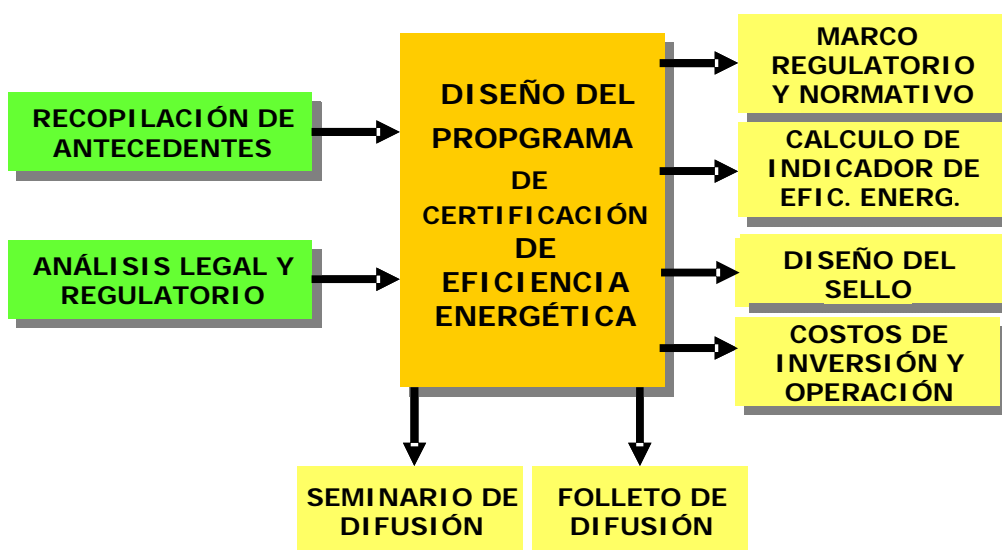 RECOPILACIÓN DE
ANTECEDENTES
ANÁLISIS LEGAL Y
REGULATORIO
DISEÑO DEL
PROPGRAMA
DE
CERTIFICACIÓN
DE
EFICIENCIA
ENERGÉTICA
MARCO
REGULATORIO
Y NORMATIVO
CALCULO DE
INDICADOR DE
EFIC. ENERG.
DISEÑO DEL
SELLO
COSTOS DE
INVERSIÓN Y
OPERACIÓN
SEMINARIO DE
DIFUSIÓN
FOLLETO DE
DIFUSIÓN